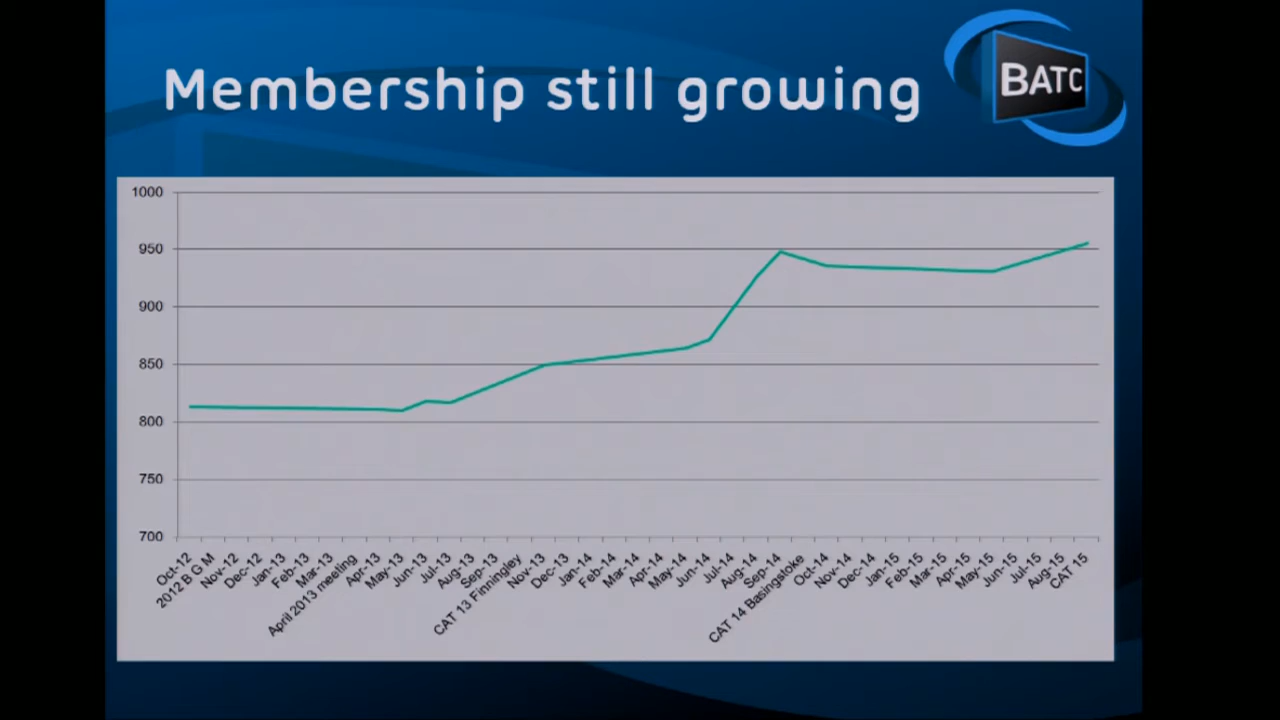 Membership still growing
BATC
1000
950
900
850
800
750
700
Oct-12
2012 B G M
Nov-12
Dec-12
Jan-13
Feb-13
Mar-13
April 2013 meeting
Apr-13
May-13
Jun-13
Jul-13
Aug-13
Sep-13
CAT 13 Finningley
Nov-13
Dec-13
Jan-14
Feb-14
Mar-14
Apr-14
May-14
Jun-14
Jul-14
Aug-14
Sep-14
CAT 14 Basingstoke
Oct-14
Nov-14
Dec-14
Jan-15
Feb-15
Mar-15
Apr-15
May-15
Jun-15
Jul-15
Aug-15
CAT 15